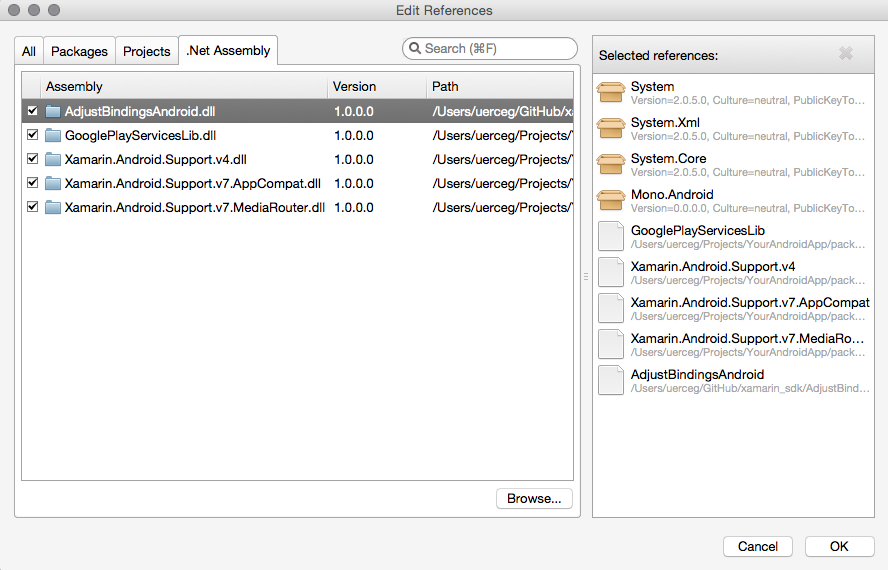 Edit References
All Packages Projects .Net Assembly
Search (⌘F)
Assembly Version Path
AdjustBindingsAndroid.dll 1.0.0.0 /Users/uerceg/GitHub/xa
GooglePlayServicesLib.dll 1.0.0.0 /Users/uerceg/Projects/Y
Xamarin.Android.Support.v4.dll 1.0.0.0 /Users/uerceg/Projects/Y
Xamarin.Android.Support.v7.AppCompat.dll 1.0.0.0 /Users/uerceg/Projects/Y
Xamarin.Android.Support.v7.MediaRouter.dll 1.0.0.0 /Users/uerceg/Projects/Y
Browse...
Selected references:
System
Version=2.0.5.0, Culture=neutral, PublicKeyTo...
System.Xml
Version=2.0.5.0, Culture=neutral, PublicKeyTo...
System.Core
Version=2.0.5.0, Culture=neutral, PublicKeyTo...
Mono.Android
Version=0.0.0.0, Culture=neutral, PublicKeyTo...
GooglePlayServicesLib
/Users/uerceg/Projects/YourAndroidApp/pack...
Xamarin.Android.Support.v4
/Users/uerceg/Projects/YourAndroidApp/pack...
Xamarin.Android.Support.v7.AppCompat
/Users/uerceg/Projects/YourAndroidApp/pack...
Xamarin.Android.Support.v7.MediaRo...
/Users/uerceg/Projects/YourAndroidApp/pack...
AdjustBindingsAndroid
/Users/uerceg/GitHub/xamarin_sdk/AdjustBind...
Cancel OK